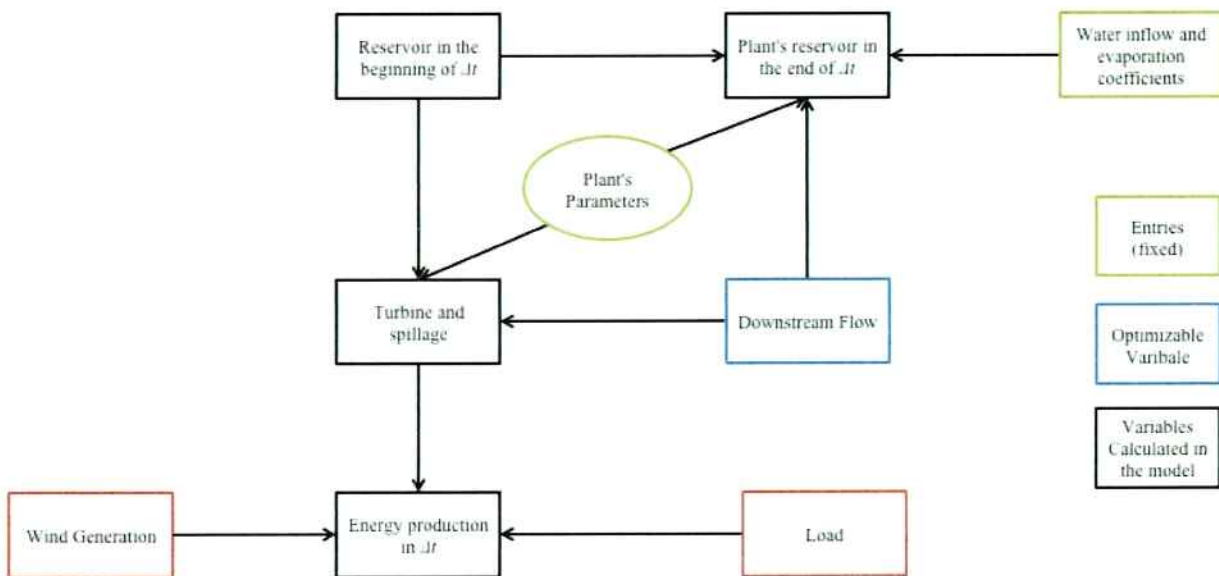 Reservoir in the
beginning of Δt
Plant's reservoir in
the end of Δt
Water inflow and
evaporation
coefficients
Plant's
Parameters
Entries
(fixed)
Turbine and
spillage
Downstream Flow
Optimizable
Varibale
Variables
Calculated in
the model
Wind Generation
Energy production
in Δt
Load